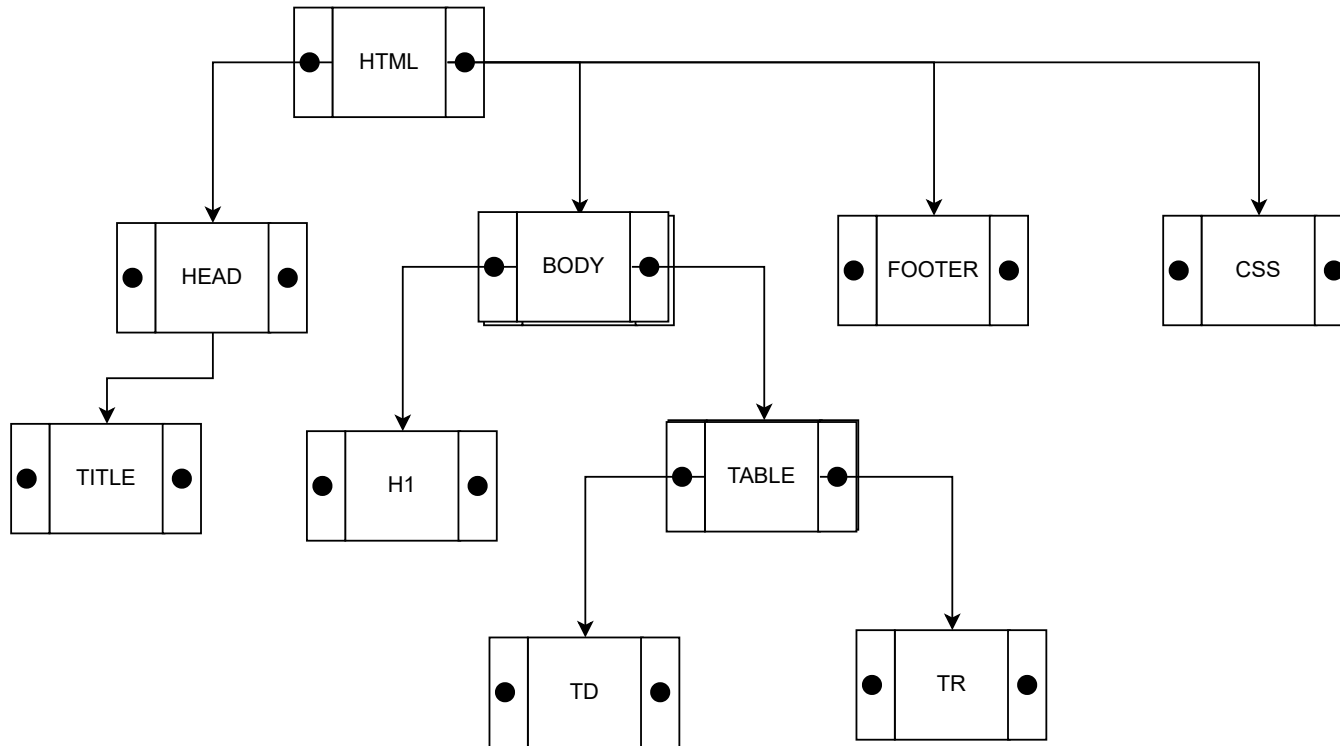 HTML
HEAD
BODY
FOOTER
CSS
TITLE
H1
TABLE
TD
TR